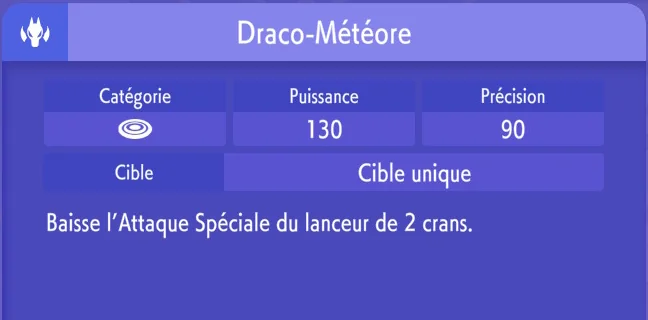 Draco-Météore
Catégorie
Puissance
Précision
130
90
Cible
Cible unique
Baisse l'Attaque Spéciale du lanceur de 2 crans.